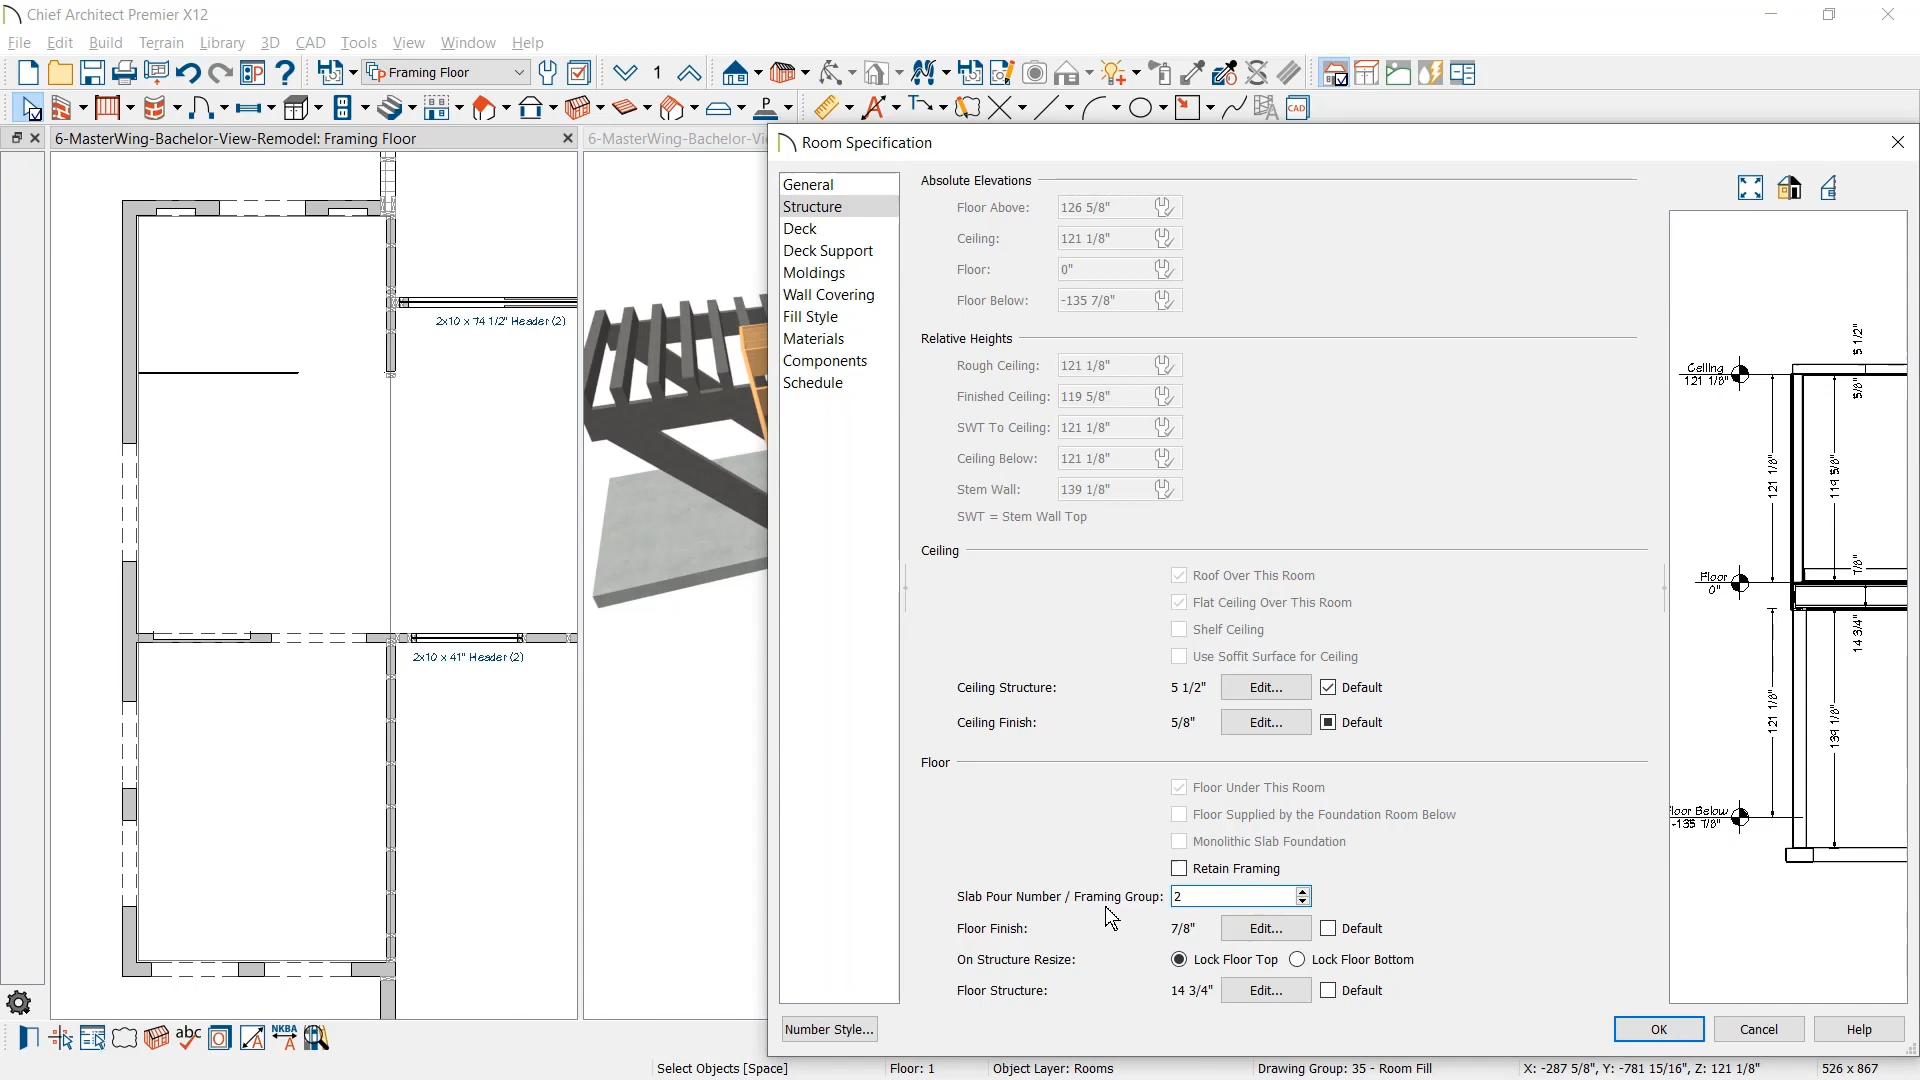 Chief Architect Premier X12
File Edit Build Terrain Library 3D CAD Tools View Window Help
Framing Floor 1
P CAD
6-MasterWing-Bachelor-View-Remodel: Framing Floor
6-MasterWing-Bachelor-Vi
2x10 x 74 1/2" Header (2)
2x10 x 41" Header (2)
Room Specification
General
Structure
Deck
Deck Support
Moldings
Wall Covering
Fill Style
Materials
Components
Schedule
Absolute Elevations
Floor Above: 126 5/8"
Ceiling: 121 1/8"
Floor: 0"
Floor Below: -135 7/8"
Relative Heights
Rough Ceiling: 121 1/8"
Finished Ceiling: 119 5/8"
SWT To Ceiling: 121 1/8"
Ceiling Below: 121 1/8"
Stem Wall: 139 1/8"
SWT = Stem Wall Top
Ceiling
Roof Over This Room
Flat Ceiling Over This Room
Shelf Ceiling
Use Soffit Surface for Ceiling
Ceiling Structure: 5 1/2" Edit... Default
Ceiling Finish: 5/8" Edit... Default
Floor
Floor Under This Room
Floor Supplied by the Foundation Room Below
Monolithic Slab Foundation
Retain Framing
Slab Pour Number / Framing Group: 2
Floor Finish: 7/8" Edit... Default
On Structure Resize: Lock Floor Top Lock Floor Bottom
Floor Structure: 14 3/4" Edit... Default
5 1/2"
Ceiling
121 1/8"
5/8"
121 1/8"
119 5/8"
7/8"
Floor
0"
14 3/4"
121 1/8"
139 1/8"
loor Below
-135 7/8"
Number Style... OK Cancel Help
abc NKBA A
Select Objects [Space] Floor: 1 Object Layer: Rooms Drawing Group: 35 - Room Fill X: -287 5/8", Y: -781 15/16", Z: 121 1/8" 526 x 867